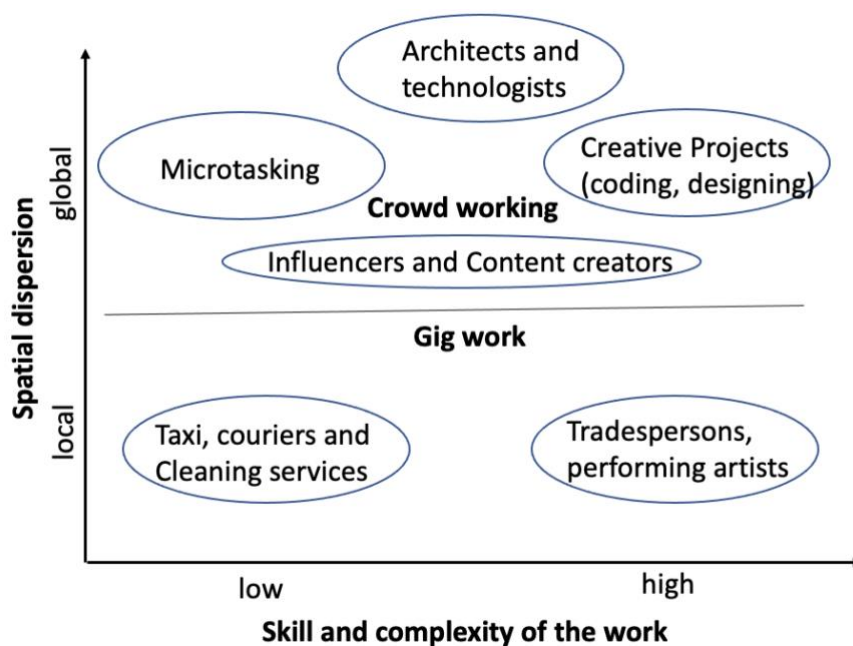 Architects and
technologists
Microtasking
Creative Projects
(coding, designing)
Crowd working
Influencers and Content creators
Gig work
Taxi, couriers and
Cleaning services
Tradespersons,
performing artists
global
local
Spatial dispersion
low
high
Skill and complexity of the work